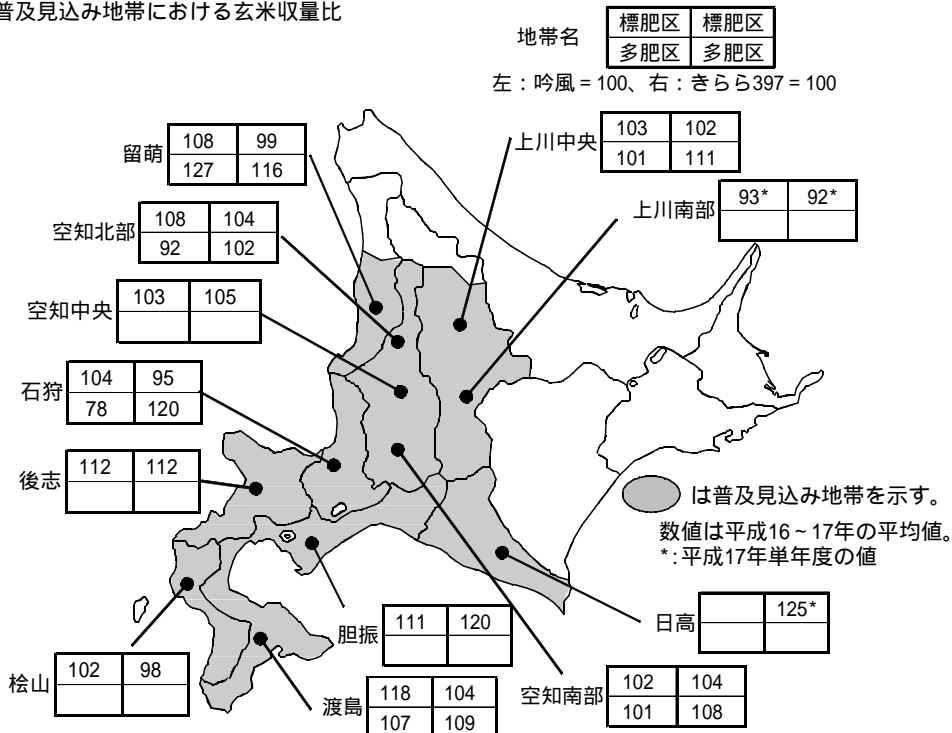 普及見込み地帯における玄米収量比
地帯名
標肥区 標肥区
多肥区 多肥区
左：吟風＝100、右：きらら397＝100
留萌
108 99
127 116
上川中央
103 102
101 111
上川南部
93* 92*
空知北部
108 104
92 102
空知中央
103 105
石狩
104 95
78 120
後志
112 112
は普及見込み地帯を示す。
数値は平成16～17年の平均値。
*:平成17年単年度の値
日高
125*
胆振
111 120
桧山
102 98
渡島
118 104
107 109
空知南部
102 104
101 108